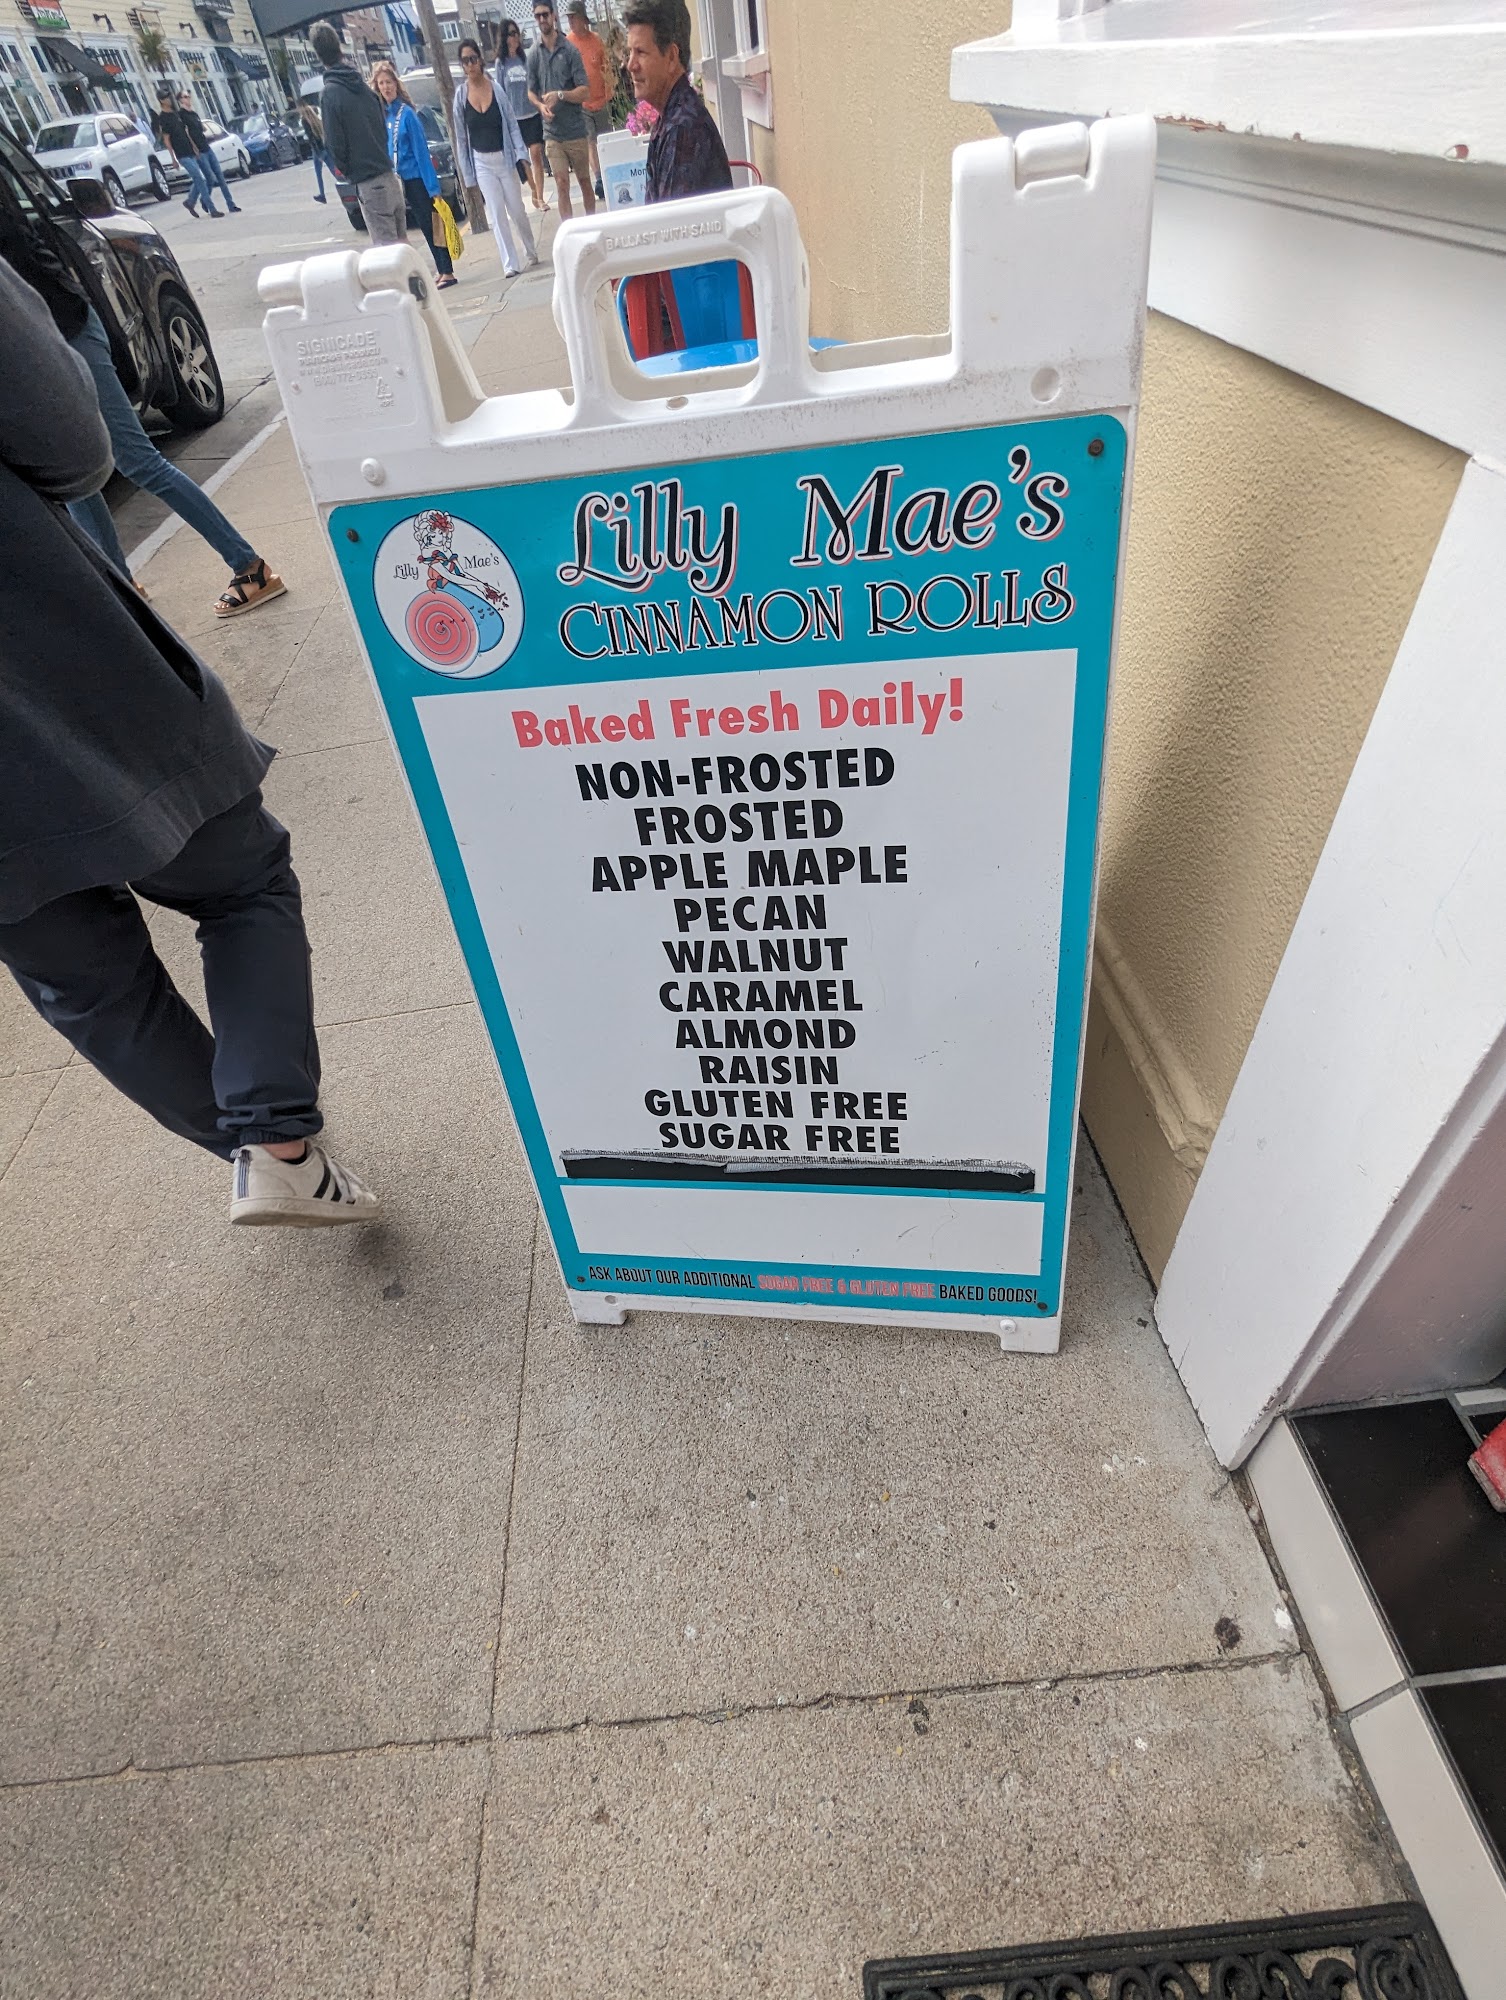 Mon
BALLAST WITH SAND
SIGNICADE
Lilly Mae's
Lilly Mae's
CINNAMON ROLLS
Baked Fresh Daily!
NON-FROSTED
FROSTED
APPLE MAPLE
PECAN
WALNUT
CARAMEL
ALMOND
RAISIN
GLUTEN FREE
SUGAR FREE
ASK ABOUT OUR ADDITIONAL SUGAR FREE & GLUTEN FREE BAKED GOODS!